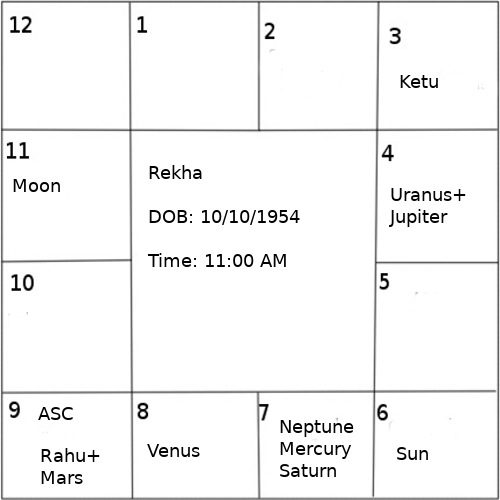 12
1
2
3
Ketu
11
Moon
Rekha
DOB: 10/10/1954
Time: 11:00 AM
4
Uranus+
Jupiter
10
5
9 ASC
Rahu+
Mars
8
Venus
7
Neptune
Mercury
Saturn
6
Sun